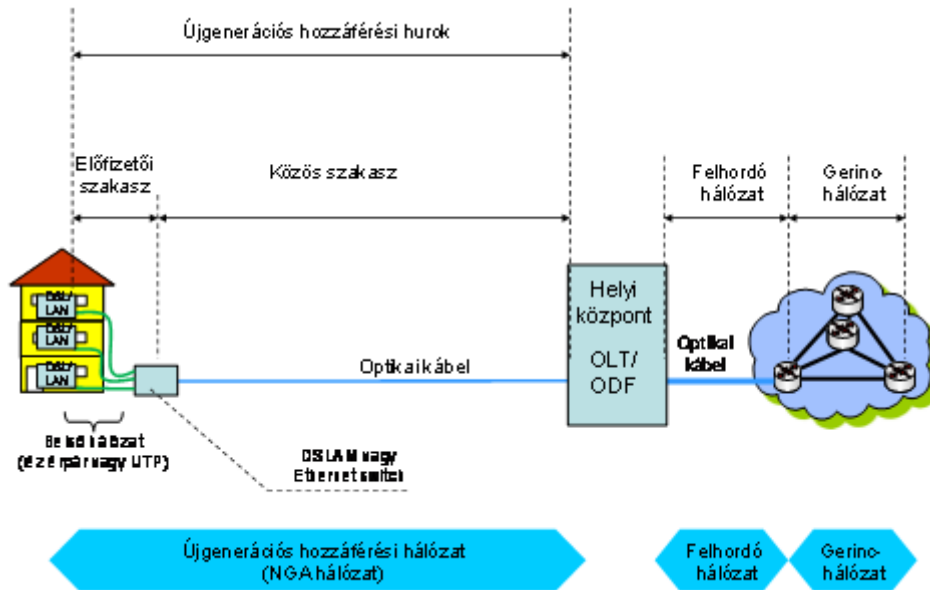 Újgenerációs hozzáférési hurok
Előfizetői
szakasz
Közös szakasz
Felhordó
hálózat
Gerinc-
hálózat
DSL/
LAN
DSL/
LAN
DSL/
LAN
Helyi
központ
OLT/
ODF
Optikai kábel
Optikai
kábel
Belső hálózat
(rézérpár vagy UTP)
DSLAM vagy
Ethernet switch
Újgenerációs hozzáférési hálózat
(NGA hálózat)
Felhordó
hálózat
Gerinc-
hálózat